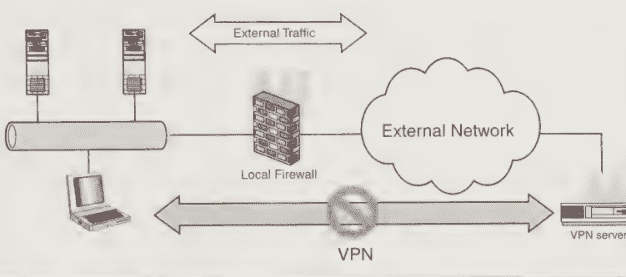 External Traffic
External Network
Local Firewall
VPN server
VPN